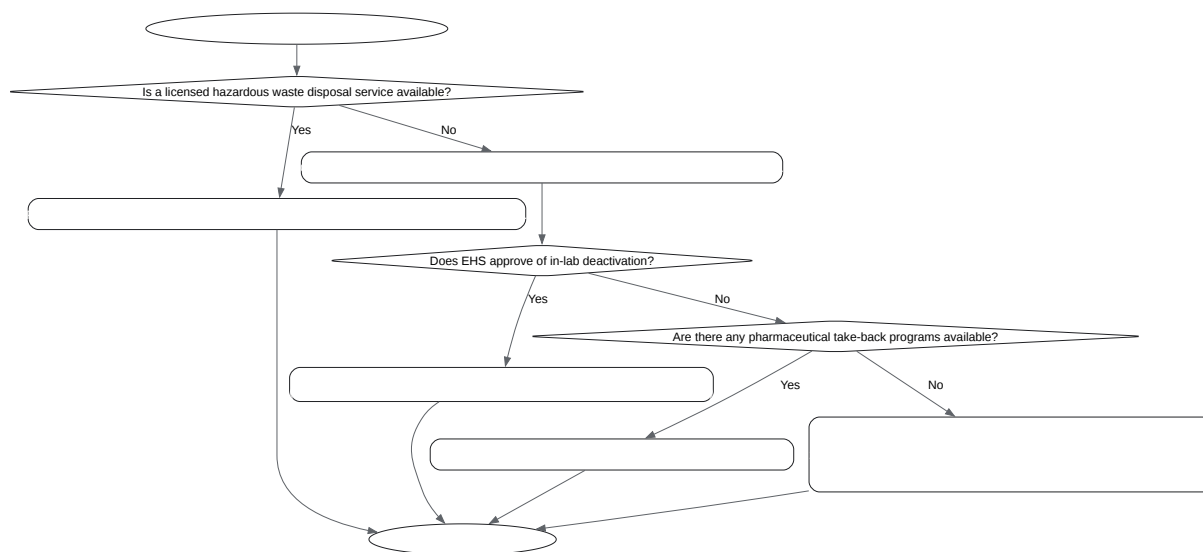 Is a licensed hazardous waste disposal service available?
Yes
No
Does EHS approve of in-lab deactivation?
Yes
No
Are there any pharmaceutical take-back programs available?
Yes
No